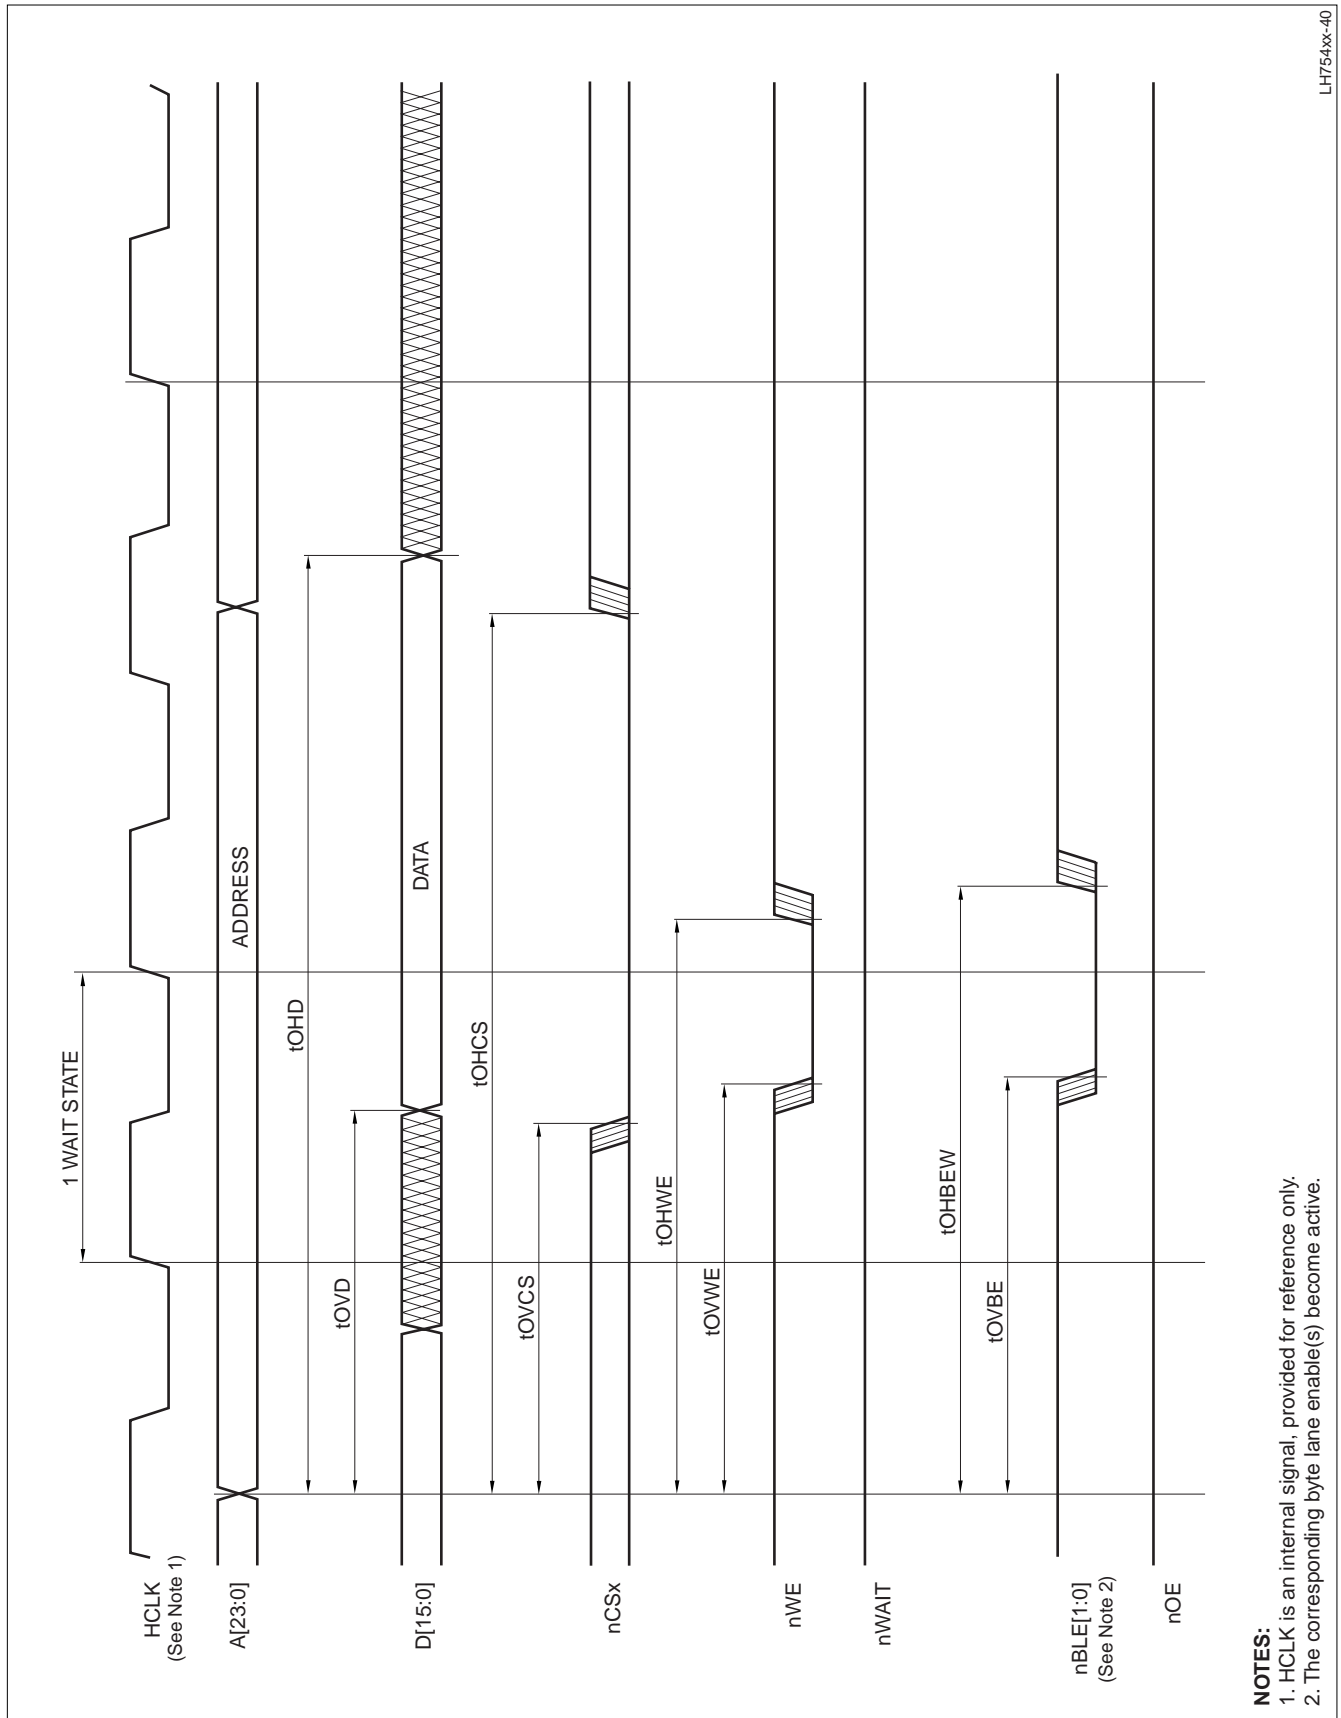 1 WAIT STATE
HCLK
(See Note 1)
A[23:0]
ADDRESS
tOHD
tOVD
D[15:0]
DATA
tOHCS
tOVCS
nCSx
tOHWE
tOVWE
nWE
nWAIT
tOHBEW
tOVBE
nBLE[1:0]
(See Note 2)
nOE
NOTES:
1. HCLK is an internal signal, provided for reference only.
2. The corresponding byte lane enable(s) become active.
LH754xx-40